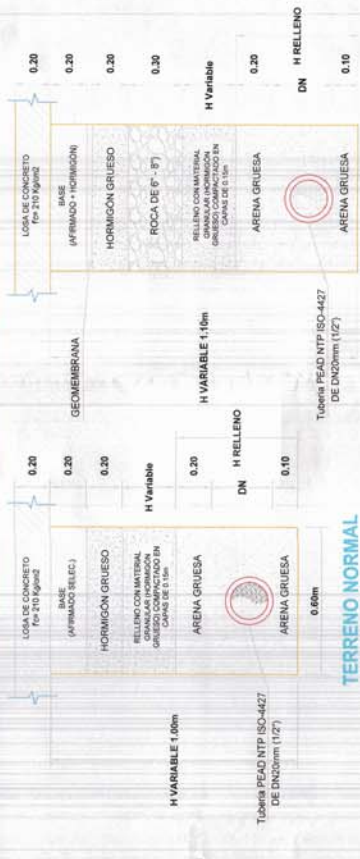 LOSA DE CONCRETO
f'c= 210 Kg/cm2
0.20
BASE
(AFIRMADO SELEC.)
0.20
HORMIGÓN GRUESO
0.20
RELLENO CON MATERIAL
GRANULAR (HORMIGÓN
GRUESO) COMPACTADO EN
CAPAS DE 0.15m
H Variable
H VARIABLE 1.00m
ARENA GRUESA
0.20
H RELLENO
DN
ARENA GRUESA
0.10
Tubería PEAD NTP ISO-4427
DE DN20mm (1/2")
0.60m
TERRENO NORMAL
LOSA DE CONCRETO
f'c= 210 Kg/cm2
0.20
BASE
(AFIRMADO + HORMIGÓN)
0.20
GEOMEMBRANA
HORMIGÓN GRUESO
0.20
ROCA DE 6" - 8"
0.30
RELLENO CON MATERIAL
GRANULAR (HORMIGÓN
GRUESO) COMPACTADO EN
CAPAS DE 0.15m
H Variable
H VARIABLE 1.10m
ARENA GRUESA
0.20
H RELLENO
DN
ARENA GRUESA
0.10
Tubería PEAD NTP ISO-4427
DE DN20mm (1/2")